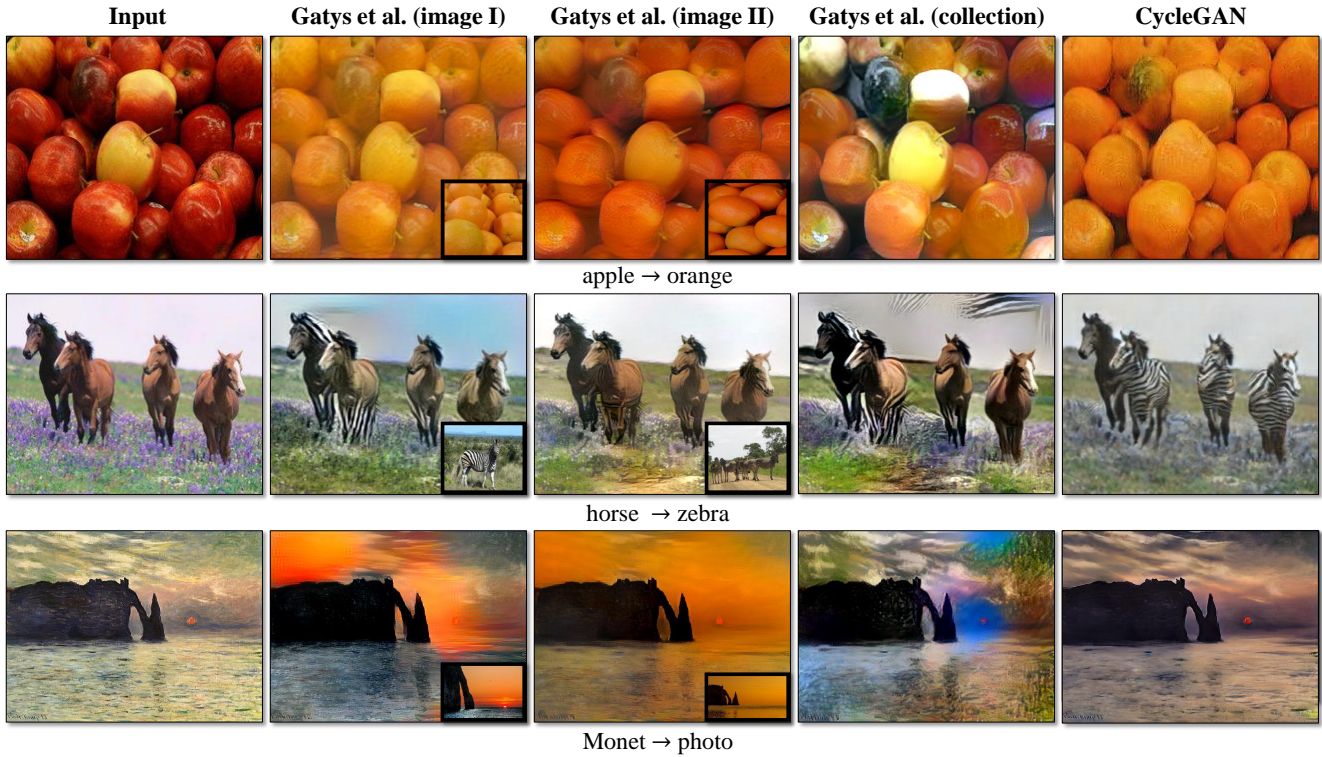 Input Gatys et al. (image I) Gatys et al. (image II) Gatys et al. (collection) CycleGAN
apple → orange
horse → zebra
Monet → photo